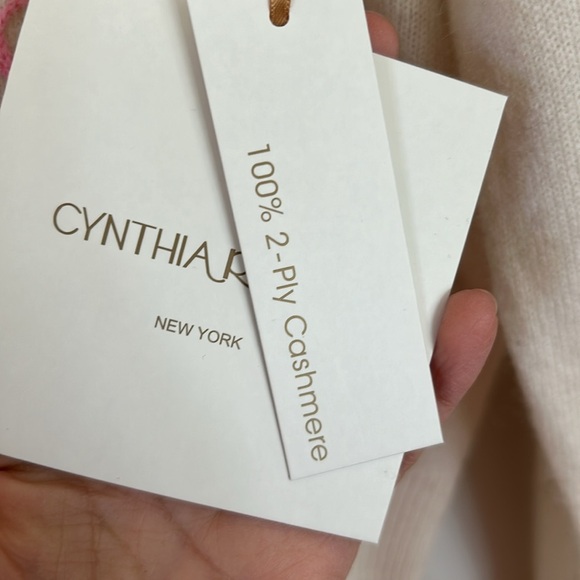 CYNTHIA
NEW YORK
100% 2-Ply Cashmere